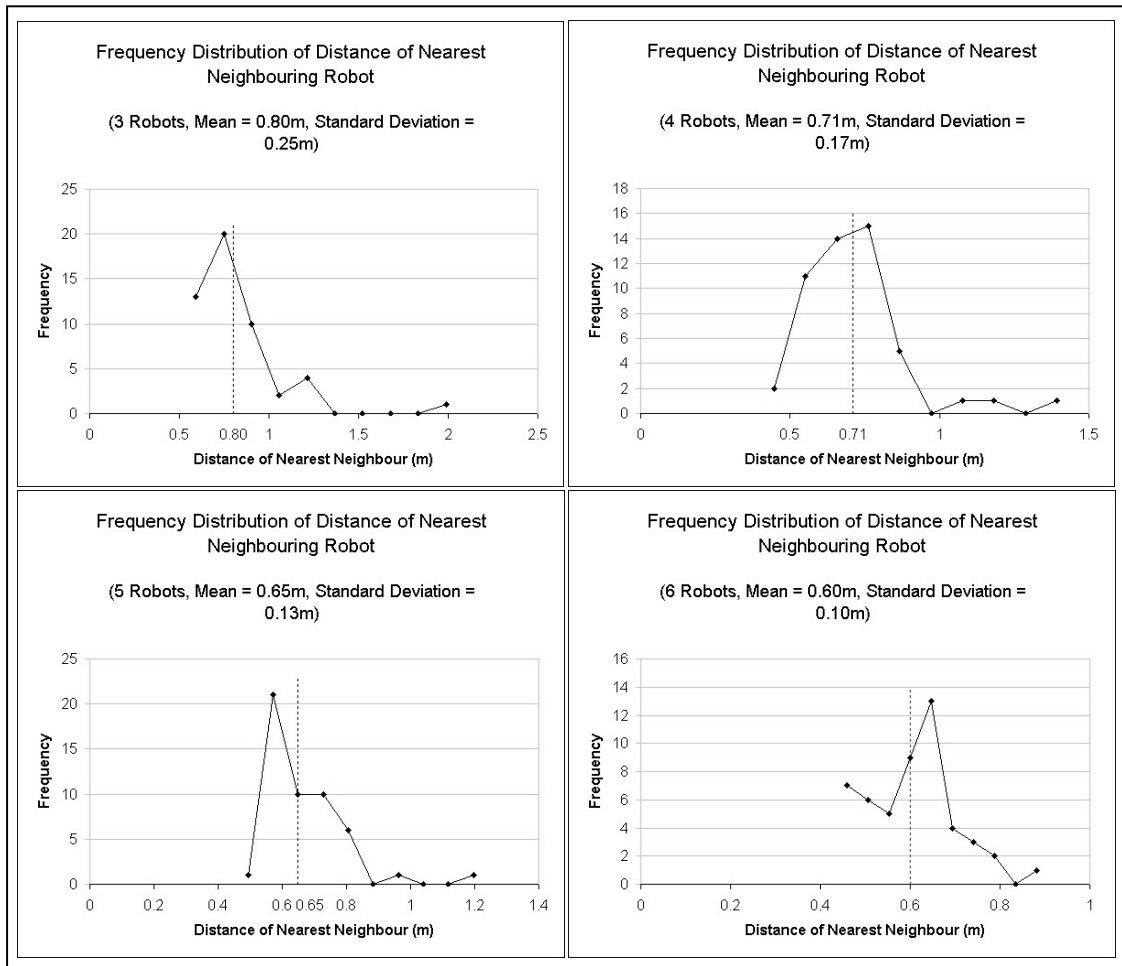 Frequency Distribution of Distance of Nearest
Neighbouring Robot
(3 Robots, Mean = 0.80m, Standard Deviation =
0.25m)
25
20
15
10
5
0
Frequency
0 0.5 0.80 1 1.5 2 2.5
Distance of Nearest Neighbour (m)
Frequency Distribution of Distance of Nearest
Neighbouring Robot
(4 Robots, Mean = 0.71m, Standard Deviation =
0.17m)
18
16
14
12
10
8
6
4
2
0
Frequency
0 0.5 0.71 1 1.5
Distance of Nearest Neighbour (m)
Frequency Distribution of Distance of Nearest
Neighbouring Robot
(5 Robots, Mean = 0.65m, Standard Deviation =
0.13m)
25
20
15
10
5
0
Frequency
0 0.2 0.4 0.6 0.65 0.8 1 1.2 1.4
Distance of Nearest Neighbour (m)
Frequency Distribution of Distance of Nearest
Neighbouring Robot
(6 Robots, Mean = 0.60m, Standard Deviation =
0.10m)
16
14
12
10
8
6
4
2
0
Frequency
0 0.2 0.4 0.6 0.8 1
Distance of Nearest Neighbour (m)